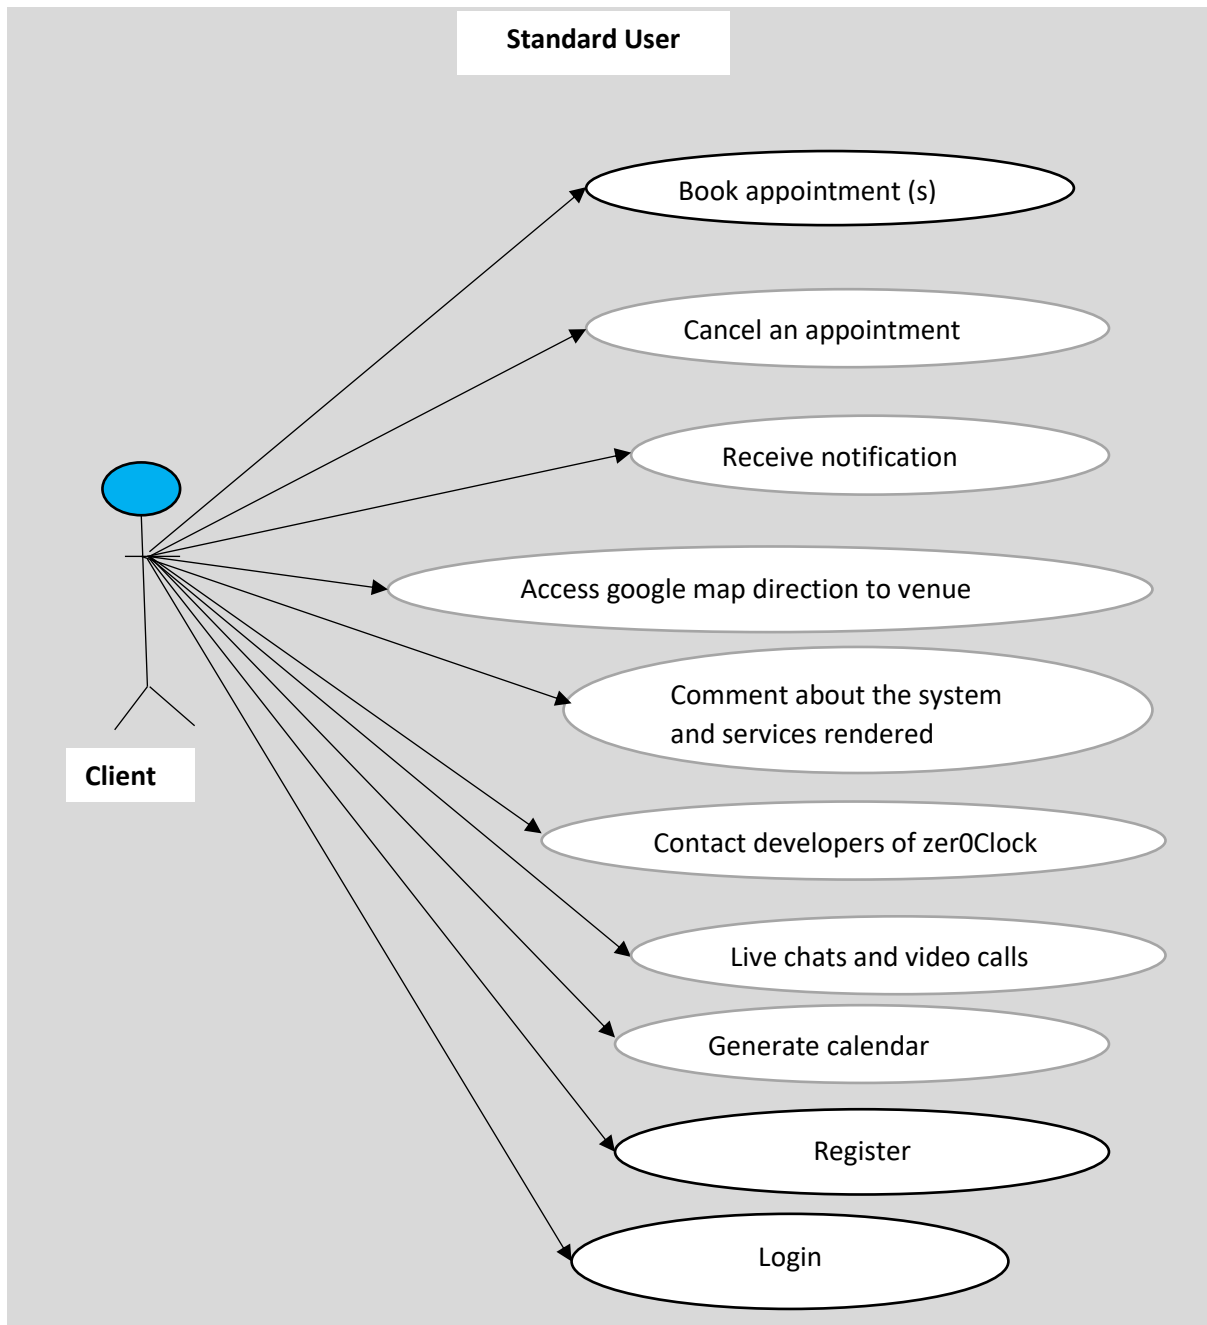 Standard User
Book appointment (s)
Cancel an appointment
Receive notification
Access google map direction to venue
Comment about the system
and services rendered
Client
Contact developers of zer0Clock
Live chats and video calls
Generate calendar
Register
Login